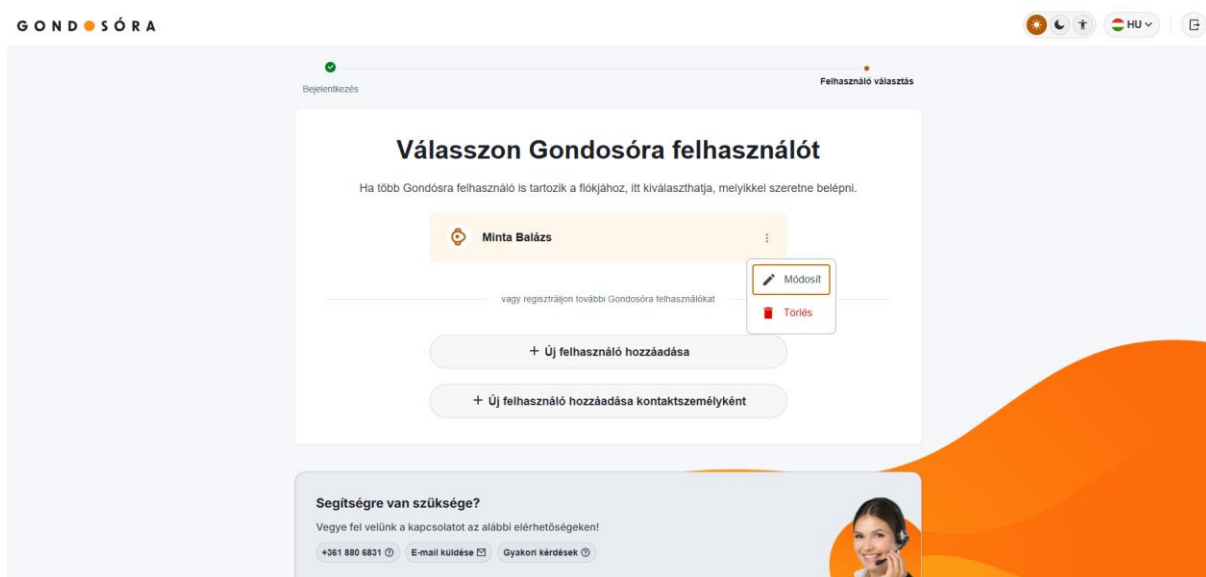 GONDOSÓRA
HU
Bejelentkezés
Felhasználó választás
Válasszon Gondosóra felhasználót
Ha több Gondósra felhasználó is tartozik a fiókjához, itt kiválaszthatja, melyikkel szeretne belépni.
Minta Balázs
Módosít
vagy regisztráljon további Gondosóra felhasználókat
Törlés
+ Új felhasználó hozzáadása
+ Új felhasználó hozzáadása kontaktszemélyként
Segítségre van szüksége?
Vegye fel velünk a kapcsolatot az alábbi elérhetőségeken!
+361 880 6831
E-mail küldése
Gyakori kérdések